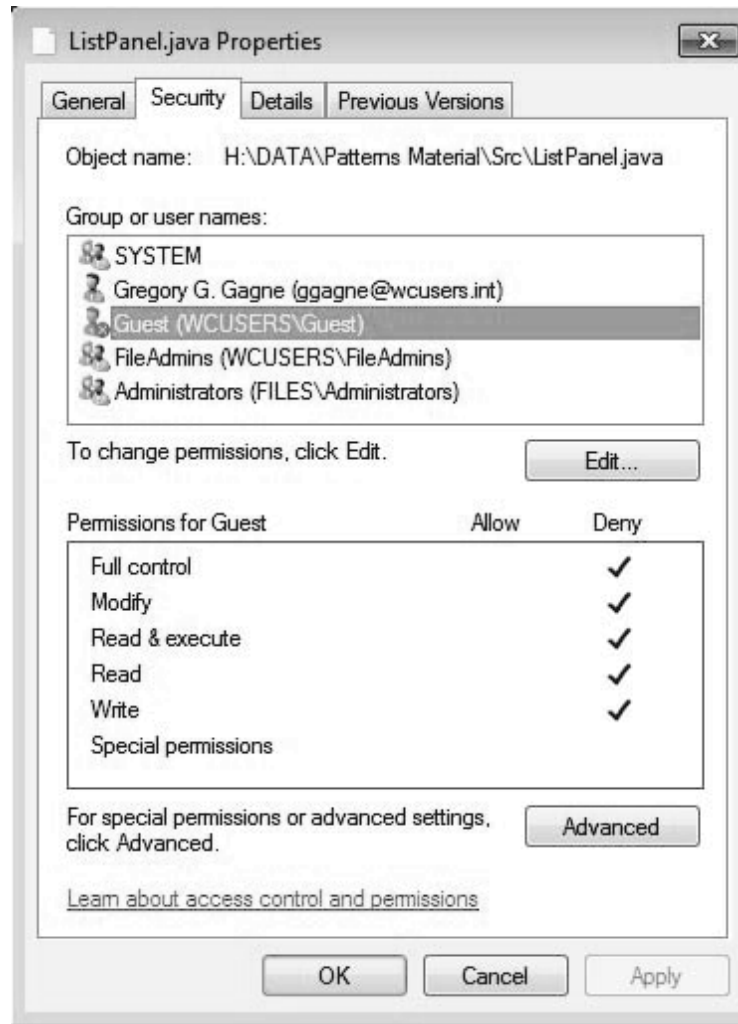 ListPanel.java Properties
General Security Details Previous Versions
Object name: H:\DATA\Patterns Material\Src\ListPanel.java
Group or user names:
SYSTEM
Gregory G. Gagne (ggagne@wcusers.int)
Guest (WCUSERS\Guest)
FileAdmins (WCUSERS\FileAdmins)
Administrators (FILES\Administrators)
To change permissions, click Edit.
Edit...
Permissions for Guest Allow Deny
Full control
Modify
Read & execute
Read
Write
Special permissions
For special permissions or advanced settings,
click Advanced.
Advanced
Learn about access control and permissions
OK Cancel Apply